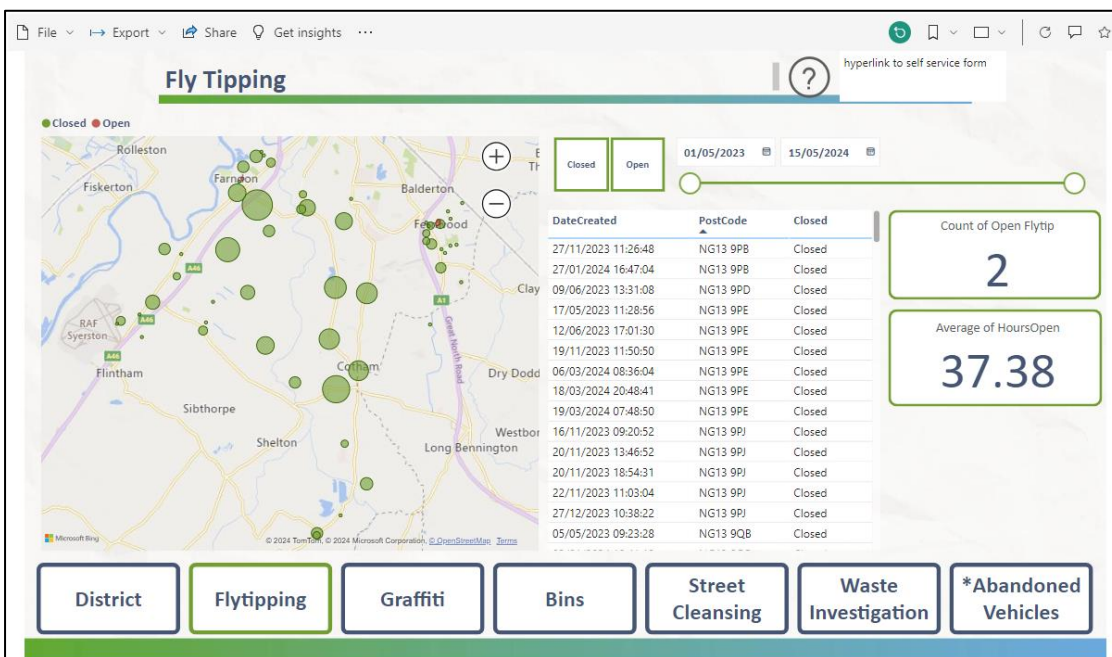 File Export Share Get insights ...
Fly Tipping
?
hyperlink to self service form
Closed Open
Rolleston
Fiskerton
Farndon
Balderton
Fernwood
A46
Clay
A1
RAF
Syerston
A46
A46
Great North Road
Flintham
Cotham
Dry Dodd
Sibthorpe
Shelton
Westbor
Long Bennington
Microsoft Bing
© 2024 TomTom, © 2024 Microsoft Corporation, © OpenStreetMap Terms
Closed Open
01/05/2023 15/05/2024
DateCreated PostCode Closed
27/11/2023 11:26:48 NG13 9PB Closed
27/01/2024 16:47:04 NG13 9PB Closed
09/06/2023 13:31:08 NG13 9PD Closed
17/05/2023 11:28:56 NG13 9PE Closed
12/06/2023 17:01:30 NG13 9PE Closed
19/11/2023 11:50:50 NG13 9PE Closed
06/03/2024 08:36:04 NG13 9PE Closed
18/03/2024 20:48:41 NG13 9PE Closed
19/03/2024 07:48:50 NG13 9PE Closed
16/11/2023 09:20:52 NG13 9PJ Closed
20/11/2023 13:46:52 NG13 9PJ Closed
20/11/2023 18:54:31 NG13 9PJ Closed
22/11/2023 11:03:04 NG13 9PJ Closed
27/12/2023 10:38:22 NG13 9PJ Closed
05/05/2023 09:23:28 NG13 9QB Closed
Count of Open Flytip
2
Average of HoursOpen
37.38
District
Flytipping
Graffiti
Bins
Street
Cleansing
Waste
Investigation
*Abandoned
Vehicles